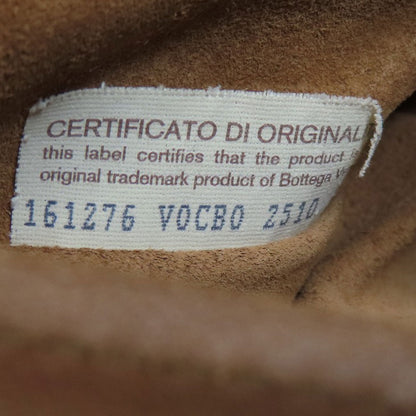 CERTIFICATO DI ORIGINAL
this label certifies that the product
original trademark product of Bottega V
161276 VOCBO 2510